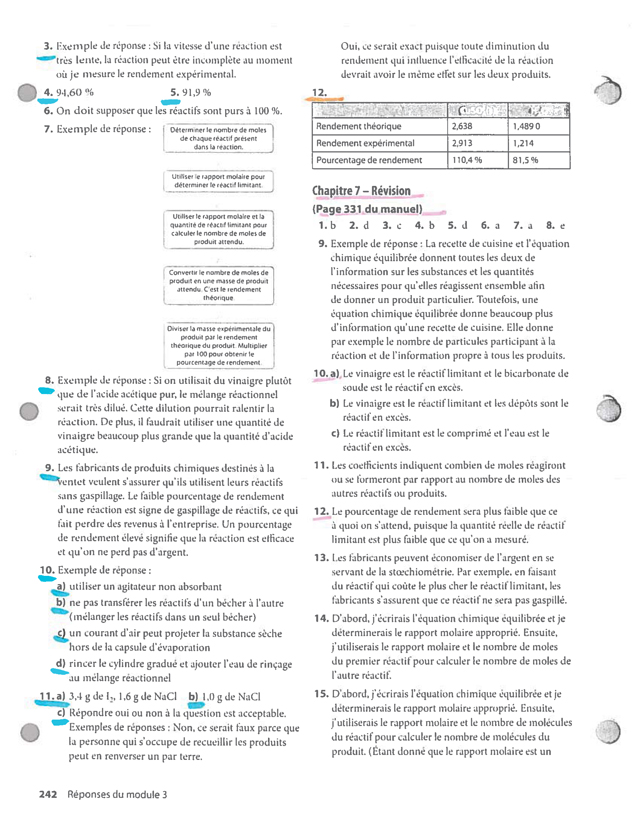 3. Exemple de réponse : Si la vitesse d'une réaction est
très lente, la réaction peut être incomplète au moment
où je mesure le rendement expérimental.
4. 94,60 % 5. 91,9 %
6. On doit supposer que les réactifs sont purs à 100 %.
7. Exemple de réponse :
Déterminer le nombre de moles
de chaque réactif présent
dans la réaction.
Utiliser le rapport molaire pour
déterminer le réactif limitant.
Utiliser le rapport molaire et la
quantité de réactif limitant pour
calculer le nombre de moles de
produit attendu.
Convertir le nombre de moles de
produit en une masse de produit
attendu. C'est le rendement
théorique.
Diviser la masse expérimentale du
produit par le rendement
théorique du produit. Multiplier
par 100 pour obtenir le
pourcentage de rendement.
8. Exemple de réponse : Si on utilisait du vinaigre plutôt
que de l'acide acétique pur, le mélange réactionnel
serait très dilué. Cette dilution pourrait ralentir la
réaction. De plus, il faudrait utiliser une quantité de
vinaigre beaucoup plus grande que la quantité d'acide
acétique.
9. Les fabricants de produits chimiques destinés à la
ventet veulent s'assurer qu'ils utilisent leurs réactifs
sans gaspillage. Le faible pourcentage de rendement
d'une réaction est signe de gaspillage de réactifs, ce qui
fait perdre des revenus à l'entreprise. Un pourcentage
de rendement élevé signifie que la réaction est efficace
et qu'on ne perd pas d'argent.
10. Exemple de réponse :
a) utiliser un agitateur non absorbant
b) ne pas transférer les réactifs d'un bécher à l'autre
(mélanger les réactifs dans un seul bécher)
c) un courant d'air peut projeter la substance sèche
hors de la capsule d'évaporation
d) rincer le cylindre gradué et ajouter l'eau de rinçage
au mélange réactionnel
11. a) 3,4 g de I₂, 1,6 g de NaCl b) 1,0 g de NaCl
c) Répondre oui ou non à la question est acceptable.
Exemples de réponses : Non, ce serait faux parce que
la personne qui s'occupe de recueillir les produits
peut en renverser un par terre.
Oui, ce serait exact puisque toute diminution du
rendement qui influence l'efficacité de la réaction
devrait avoir le même effet sur les deux produits.
12.
Rendement théorique 2,638 1,489 0
Rendement expérimental 2,913 1,214
Pourcentage de rendement 110,4 % 81,5 %
Chapitre 7 – Révision
(Page 331 du manuel)
1. b 2. d 3. c 4. b 5. d 6. a 7. a 8. e
9. Exemple de réponse : La recette de cuisine et l'équation
chimique équilibrée donnent toutes les deux de
l'information sur les substances et les quantités
nécessaires pour qu'elles réagissent ensemble afin
de donner un produit particulier. Toutefois, une
équation chimique équilibrée donne beaucoup plus
d'information qu'une recette de cuisine. Elle donne
par exemple le nombre de particules participant à la
réaction et de l'information propre à tous les produits.
10. a) Le vinaigre est le réactif limitant et le bicarbonate de
soude est le réactif en excès.
b) Le vinaigre est le réactif limitant et les dépôts sont le
réactif en excès.
c) Le réactif limitant est le comprimé et l'eau est le
réactif en excès.
11. Les coefficients indiquent combien de moles réagiront
ou se formeront par rapport au nombre de moles des
autres réactifs ou produits.
12. Le pourcentage de rendement sera plus faible que ce
à quoi on s'attend, puisque la quantité réelle de réactif
limitant est plus faible que ce qu'on a mesuré.
13. Les fabricants peuvent économiser de l'argent en se
servant de la stœchiométrie. Par exemple, en faisant
du réactif qui coûte le plus cher le réactif limitant, les
fabricants s'assurent que ce réactif ne sera pas gaspillé.
14. D'abord, j'écrirais l'équation chimique équilibrée et je
déterminerais le rapport molaire approprié. Ensuite,
j'utiliserais le rapport molaire et le nombre de moles
du premier réactif pour calculer le nombre de moles de
l'autre réactif.
15. D'abord, j'écrirais l'équation chimique équilibrée et je
déterminerais le rapport molaire approprié. Ensuite,
j'utiliserais le rapport molaire et le nombre de molécules
du réactif pour calculer le nombre de molécules du
produit. (Étant donné que le rapport molaire est un
242 Réponses du module 3